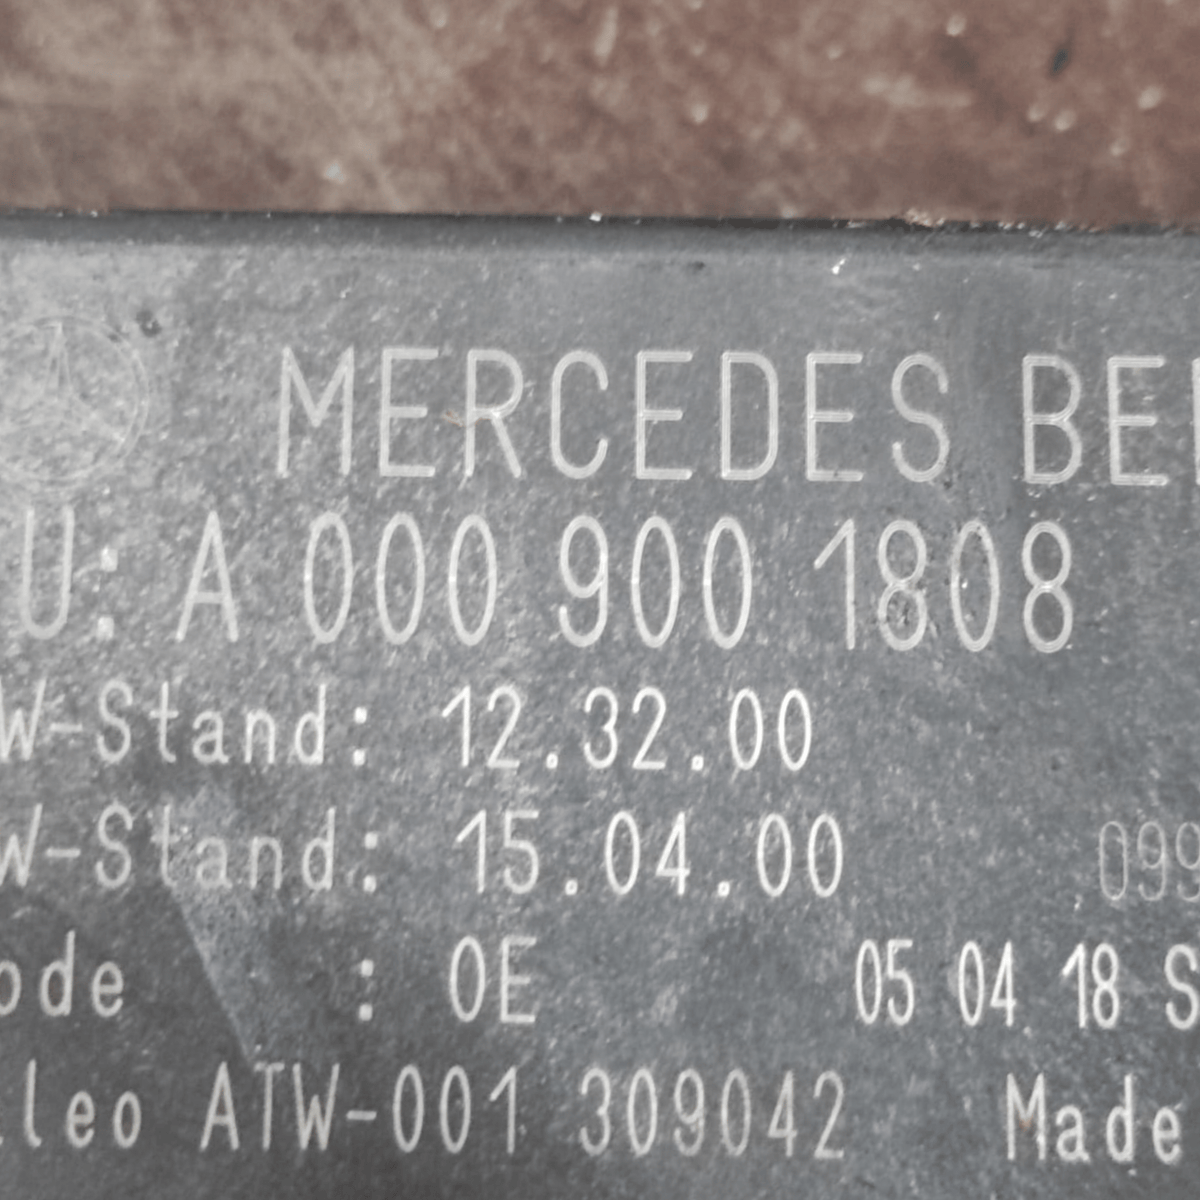 MERCEDES BE
U: A 000 900 1808
W-Stand: 12.32.00
W-Stand: 15.04.00 099
ode : 0E 05 04 18 S
leo ATW-001 309042 Made